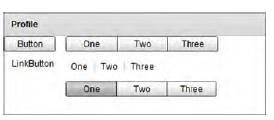 Profile
Button One Two Three
LinkButton One Two Three
One Two Three